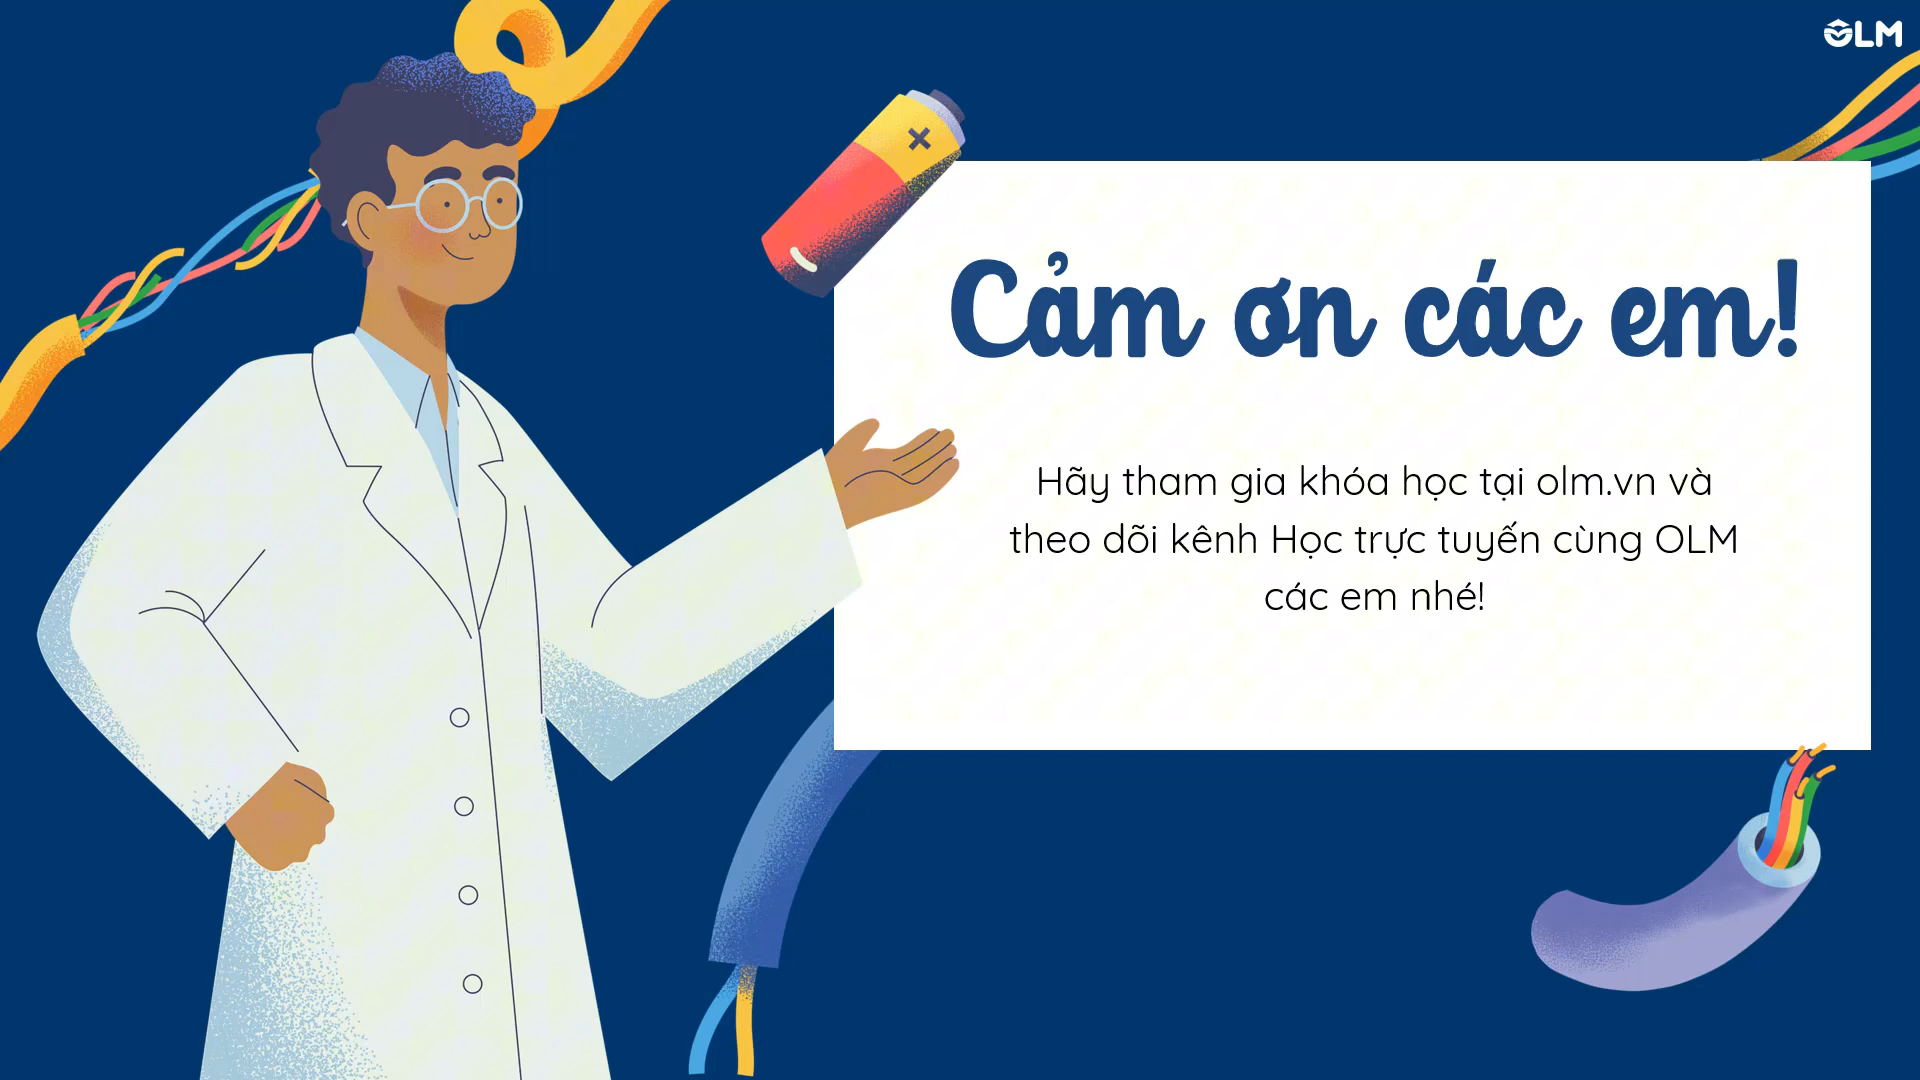 OLM
Cảm ơn các em!
Hãy tham gia khóa học tại olm.vn và
theo dõi kênh Học trực tuyến cùng OLM
các em nhé!